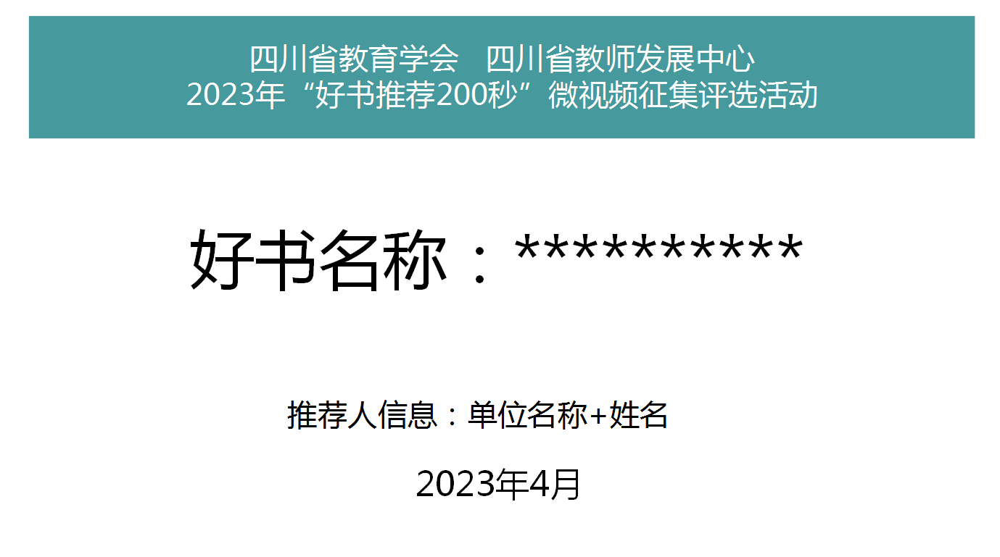 四川省教育学会 四川省教师发展中心
2023年“好书推荐200秒”微视频征集评选活动
好书名称：**********
推荐人信息：单位名称+姓名
2023年4月